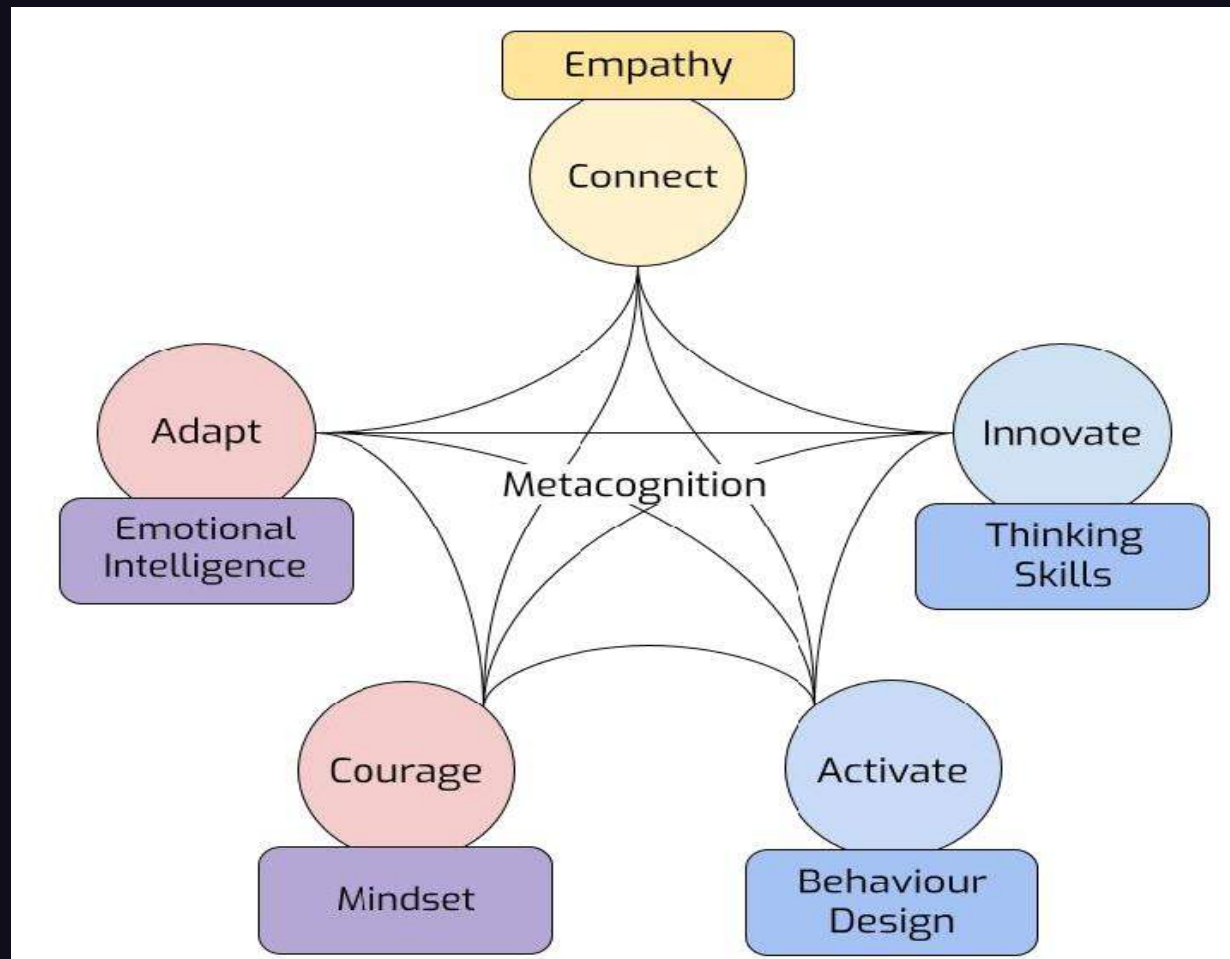 Empathy
Connect
Adapt
Innovate
Metacognition
Emotional
Intelligence
Thinking
Skills
Courage
Activate
Mindset
Behaviour
Design